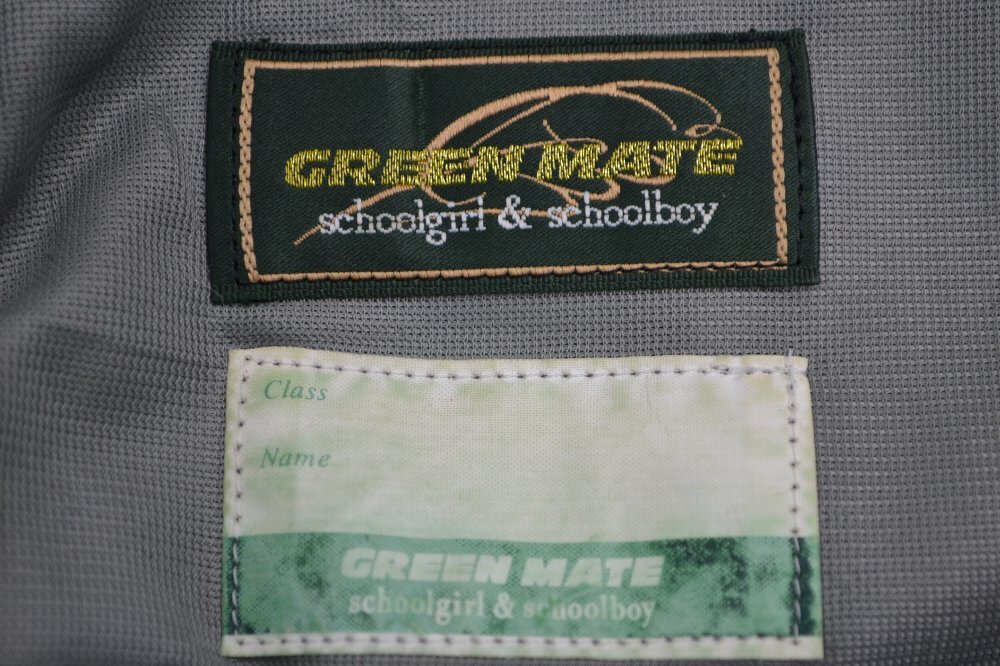 GREEN MATE
schoolgirl & schoolboy
Class
Name
GREEN MATE
schoolgirl & schoolboy